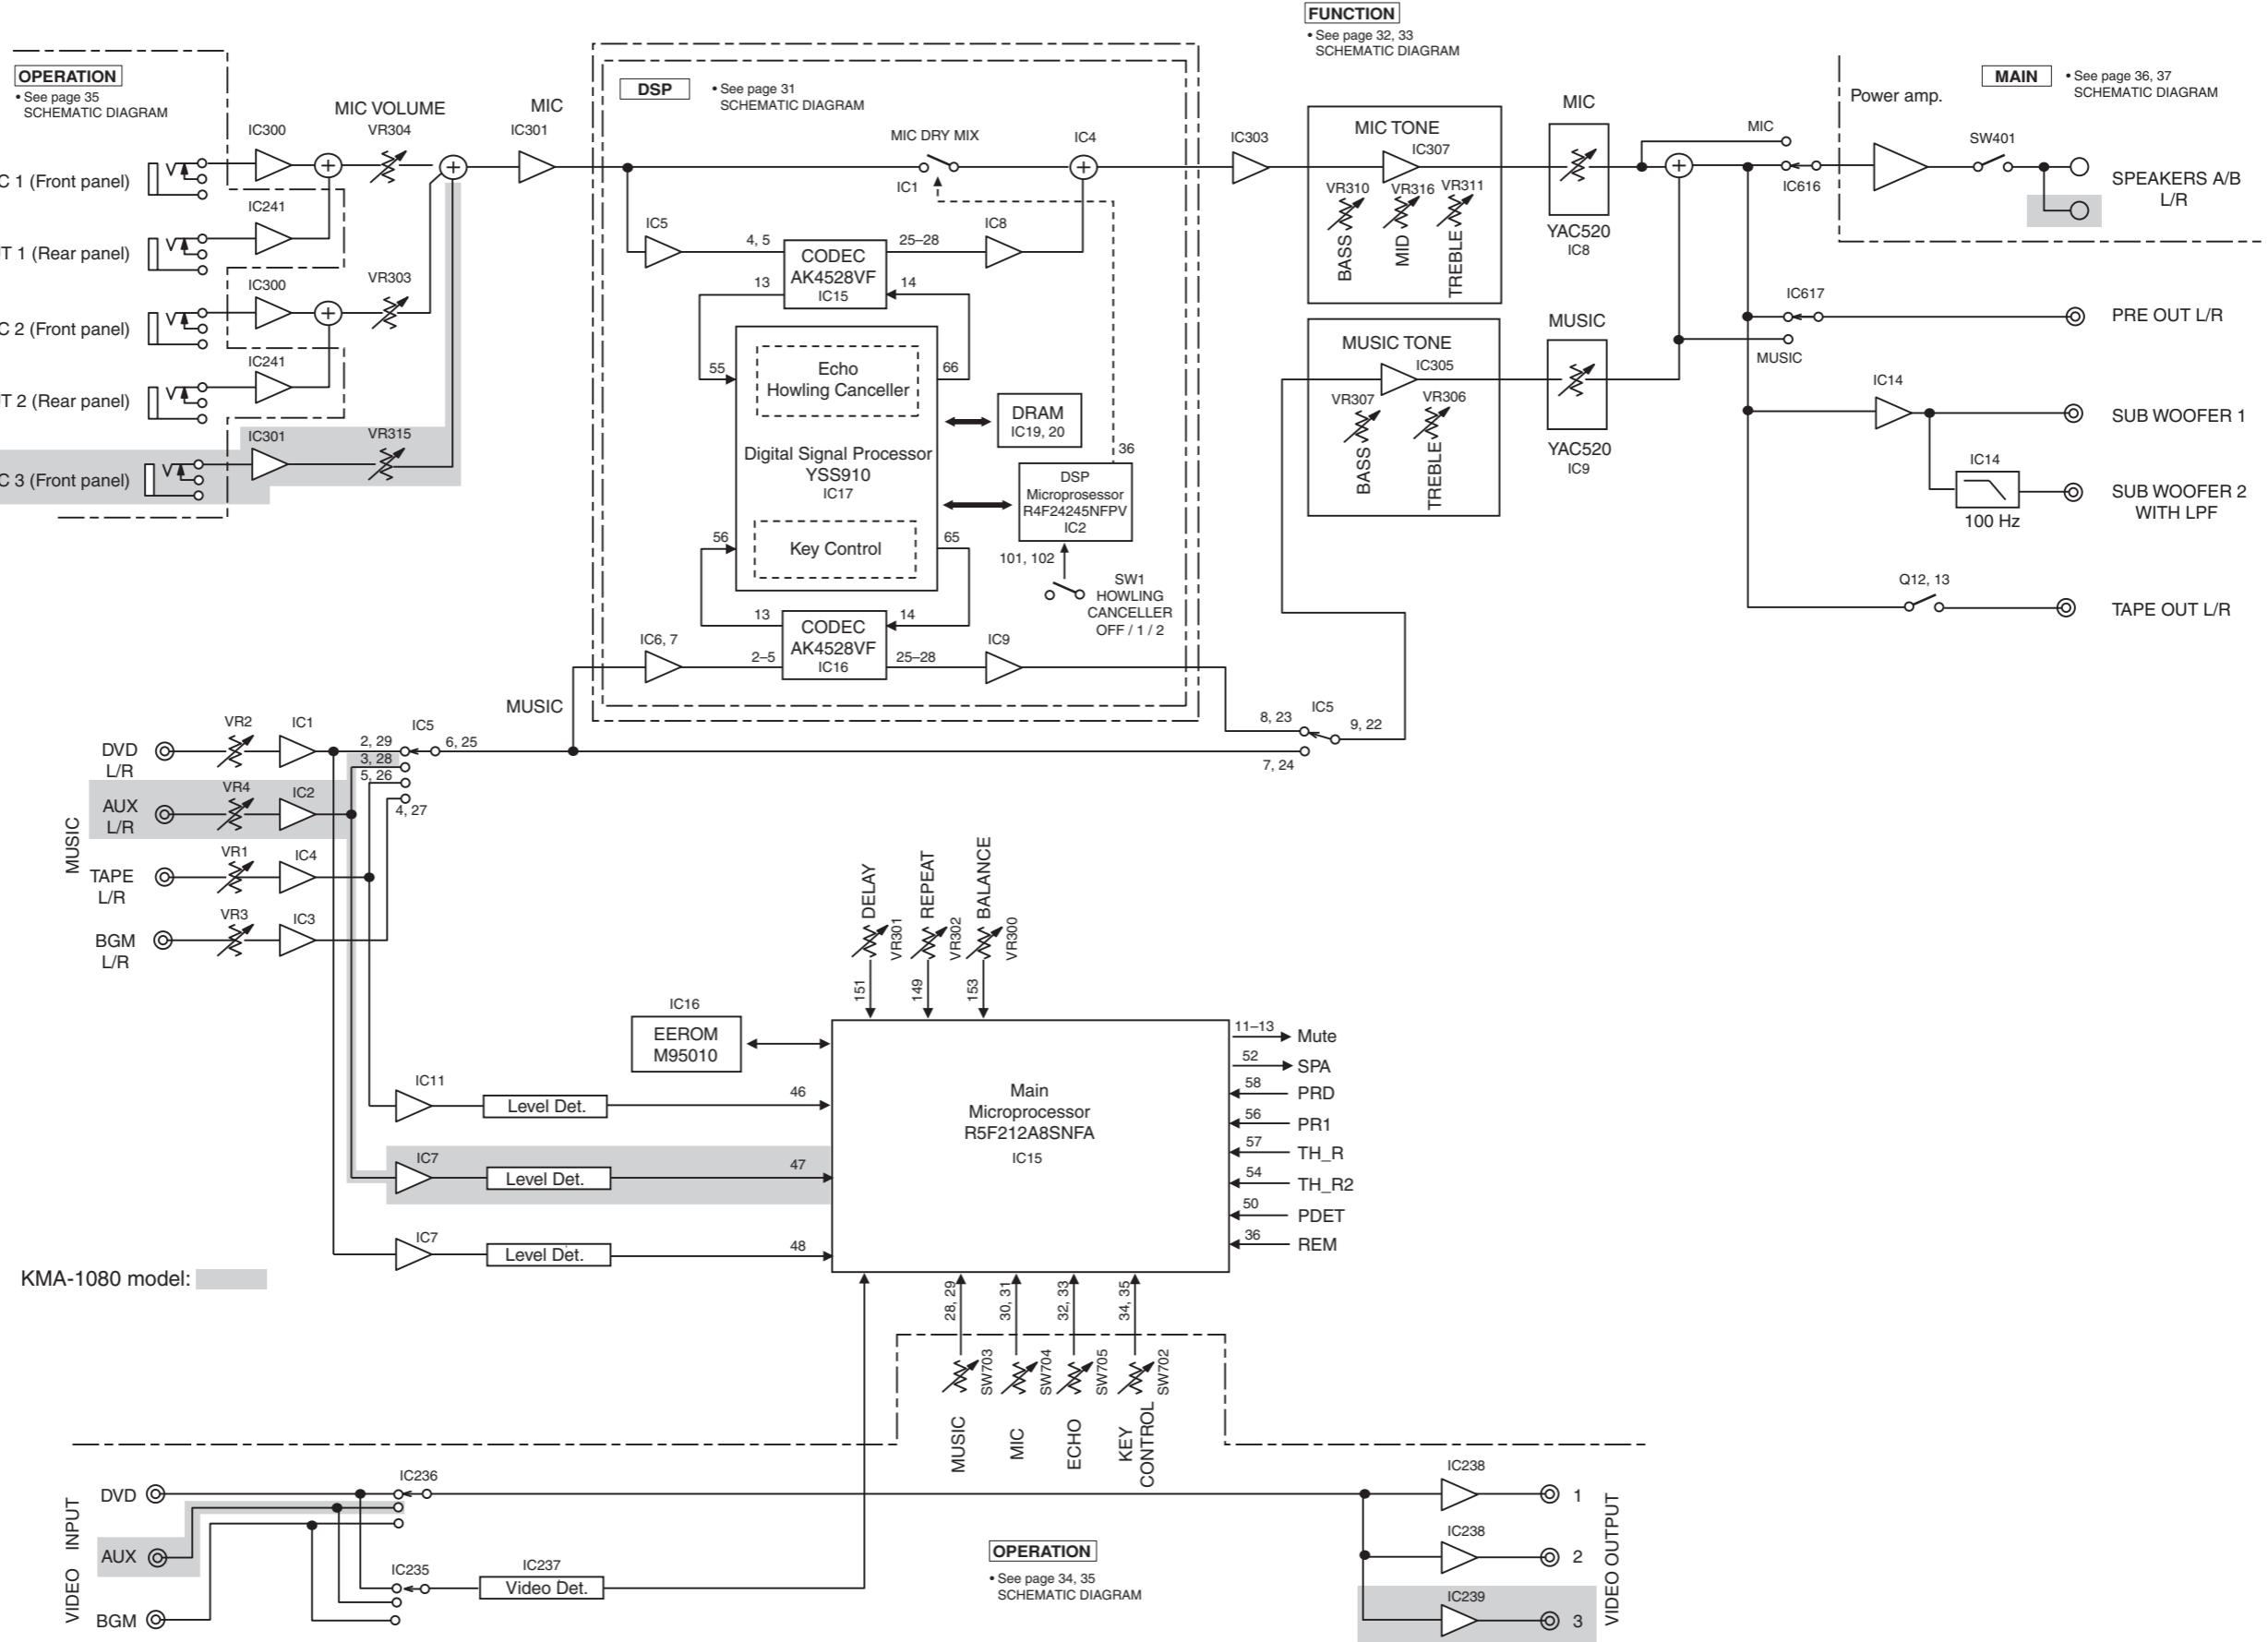 FUNCTION
• See page 32, 33
SCHEMATIC DIAGRAM
OPERATION
• See page 35
SCHEMATIC DIAGRAM
C 1 (Front panel)
T 1 (Rear panel)
C 2 (Front panel)
T 2 (Rear panel)
C 3 (Front panel)
IC300
IC241
IC300
IC241
IC301
MIC VOLUME
VR304
VR303
VR315
MIC
IC301
DSP
• See page 31
SCHEMATIC DIAGRAM
MIC DRY MIX
IC1
IC4
IC5
4, 5
CODEC
AK4528VF
IC15
25–28
IC8
13
14
55
Echo
Howling Canceller
66
Digital Signal Processor
YSS910
IC17
DRAM
IC19, 20
36
DSP
Microprosessor
R4F24245NFPV
IC2
56
Key Control
65
101, 102
SW1
HOWLING
CANCELLER
OFF / 1 / 2
13
14
IC6, 7
2–5
CODEC
AK4528VF
IC16
25–28
IC9
MUSIC
IC303
MIC TONE
IC307
VR310
VR316
VR311
BASS
MID
TREBLE
MUSIC TONE
IC305
VR307
VR306
BASS
TREBLE
MIC
YAC520
IC8
MUSIC
YAC520
IC9
8, 23
IC5
9, 22
7, 24
MIC
IC616
Power amp.
MAIN
• See page 36, 37
SCHEMATIC DIAGRAM
SW401
SPEAKERS A/B
L/R
IC617
MUSIC
PRE OUT L/R
IC14
SUB WOOFER 1
IC14
100 Hz
SUB WOOFER 2
WITH LPF
Q12, 13
TAPE OUT L/R
MUSIC
DVD
L/R
VR2
IC1
2, 29
IC5
6, 25
3, 28
5, 26
4, 27
AUX
L/R
VR4
IC2
TAPE
L/R
VR1
IC4
BGM
L/R
VR3
IC3
DELAY
VR301
151
REPEAT
VR302
149
BALANCE
VR300
153
IC16
EEROM
M95010
IC11
Level Det.
46
IC7
Level Det.
47
IC7
Level Det.
48
Main
Microprocessor
R5F212A8SNFA
IC15
11–13
Mute
52
SPA
58
PRD
56
PR1
57
TH_R
54
TH_R2
50
PDET
36
REM
KMA-1080 model:
28, 29
30, 31
32, 33
34, 35
SW703
SW704
SW705
SW702
MUSIC
MIC
ECHO
KEY
CONTROL
VIDEO INPUT
DVD
AUX
BGM
IC236
IC235
IC237
Video Det.
OPERATION
• See page 34, 35
SCHEMATIC DIAGRAM
IC238
1
IC238
2
IC239
3
VIDEO OUTPUT